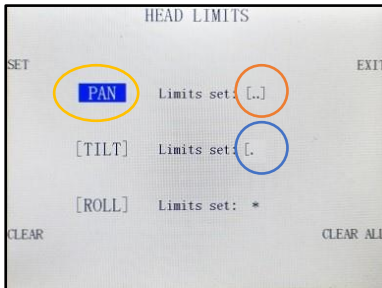 HEAD LIMITS
SET EXIT
PAN Limits set: [..]
[TILT] Limits set: [.
[ROLL] Limits set: *
CLEAR CLEAR ALL